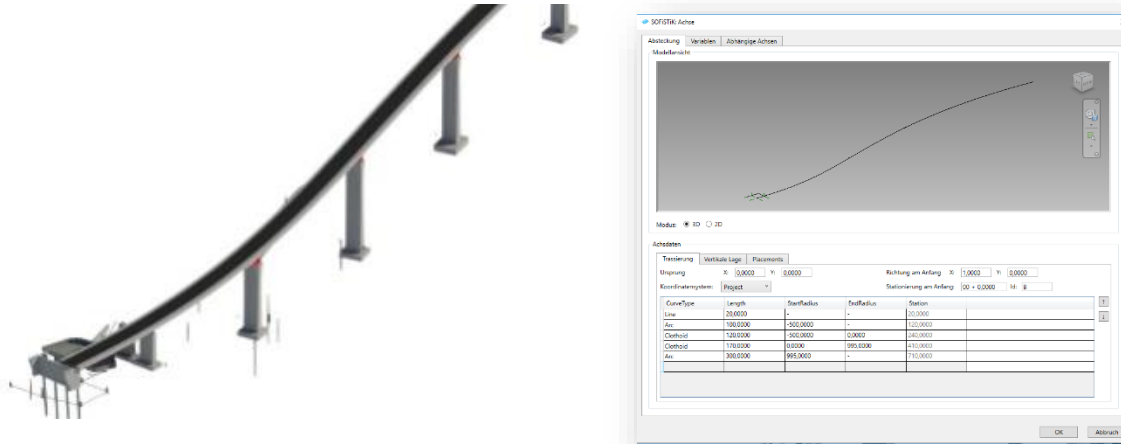 SOFiSTiK: Achse
Absteckung Variablen Abhängige Achsen
Modellansicht
Modus: 3D 2D
Achsdaten
Trassierung Vertikale Lage Placements
Ursprung X: 0,0000 Y: 0,0000 Richtung am Anfang X: 1,0000 Y: 0,0000
Koordinatensystem: Project Stationierung am Anfang: 00 + 0,0000 Id: B
CurveType Length StartRadius EndRadius Station
Line 20,0000 - - 20,0000
Arc 100,0000 -500,0000 - 120,0000
Clothoid 120,0000 -500,0000 0,0000 240,0000
Clothoid 170,0000 0,0000 995,0000 410,0000
Arc 300,0000 995,0000 - 710,0000
OK Abbruch